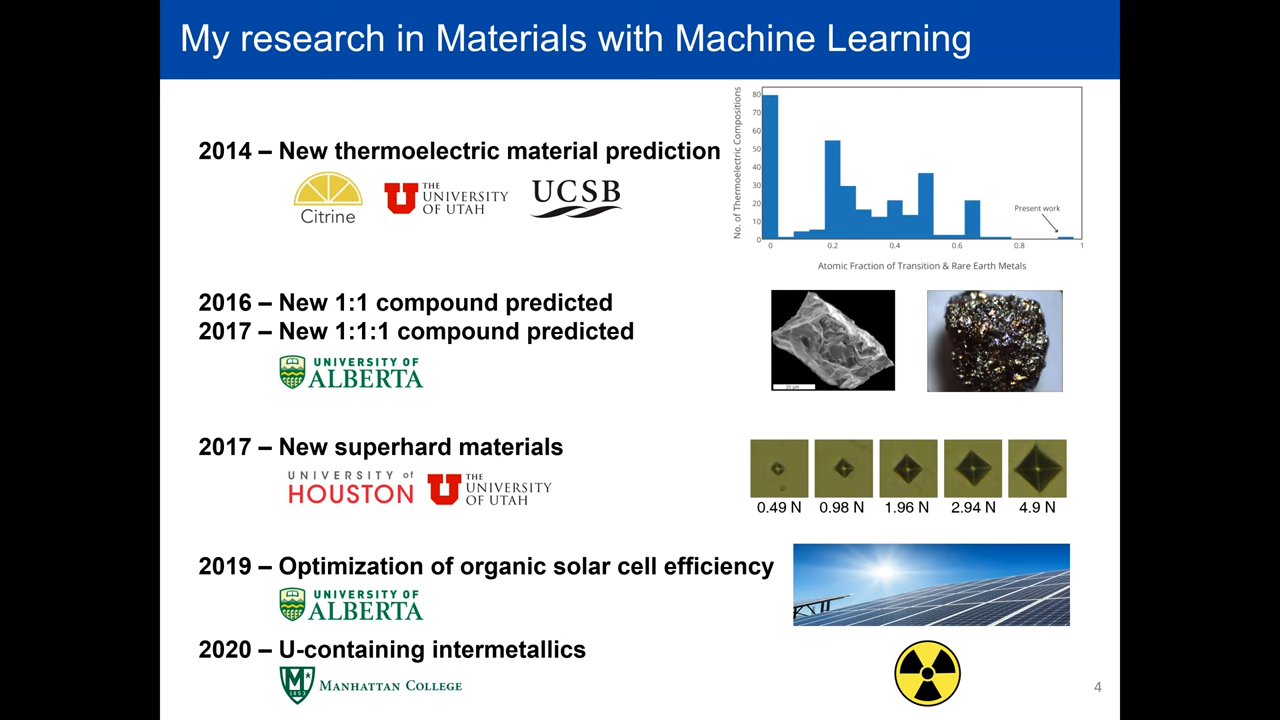 My research in Materials with Machine Learning
2014 – New thermoelectric material prediction
Citrine
U THE UNIVERSITY OF UTAH
UCSB
No. of Thermoelectric Compositions
80
70
60
50
40
30
20
10
0
0 0.2 0.4 0.6 0.8 1
Present work
Atomic Fraction of Transition & Rare Earth Metals
2016 – New 1:1 compound predicted
2017 – New 1:1:1 compound predicted
UNIVERSITY OF
ALBERTA
20 µm
2017 – New superhard materials
UNIVERSITY of
HOUSTON
U THE UNIVERSITY OF UTAH
0.49 N 0.98 N 1.96 N 2.94 N 4.9 N
2019 – Optimization of organic solar cell efficiency
UNIVERSITY OF
ALBERTA
2020 – U-containing intermetallics
M
1853
MANHATTAN COLLEGE
4